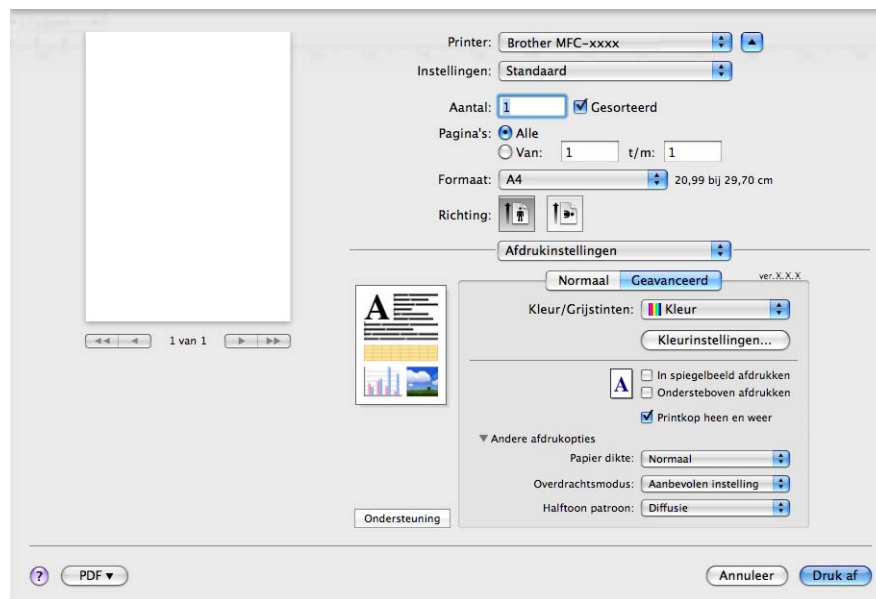 Printer: Brother MFC-xxxx
Instellingen: Standaard
Aantal: 1 Gesorteerd
Pagina's: Alle
Van: 1 t/m: 1
Formaat: A4 20,99 bij 29,70 cm
Richting:
Afdrukinstellingen
Normaal Geavanceerd ver.X.X.X
Kleur/Grijstinten: Kleur
Kleurinstellingen...
A
1 van 1
A
In spiegelbeeld afdrukken
Ondersteboven afdrukken
Printkop heen en weer
▼ Andere afdrukopties
Papier dikte: Normaal
Overdrachtsmodus: Aanbevolen instelling
Halftoon patroon: Diffusie
Ondersteuning
? PDF ▼ Annuleer Druk af